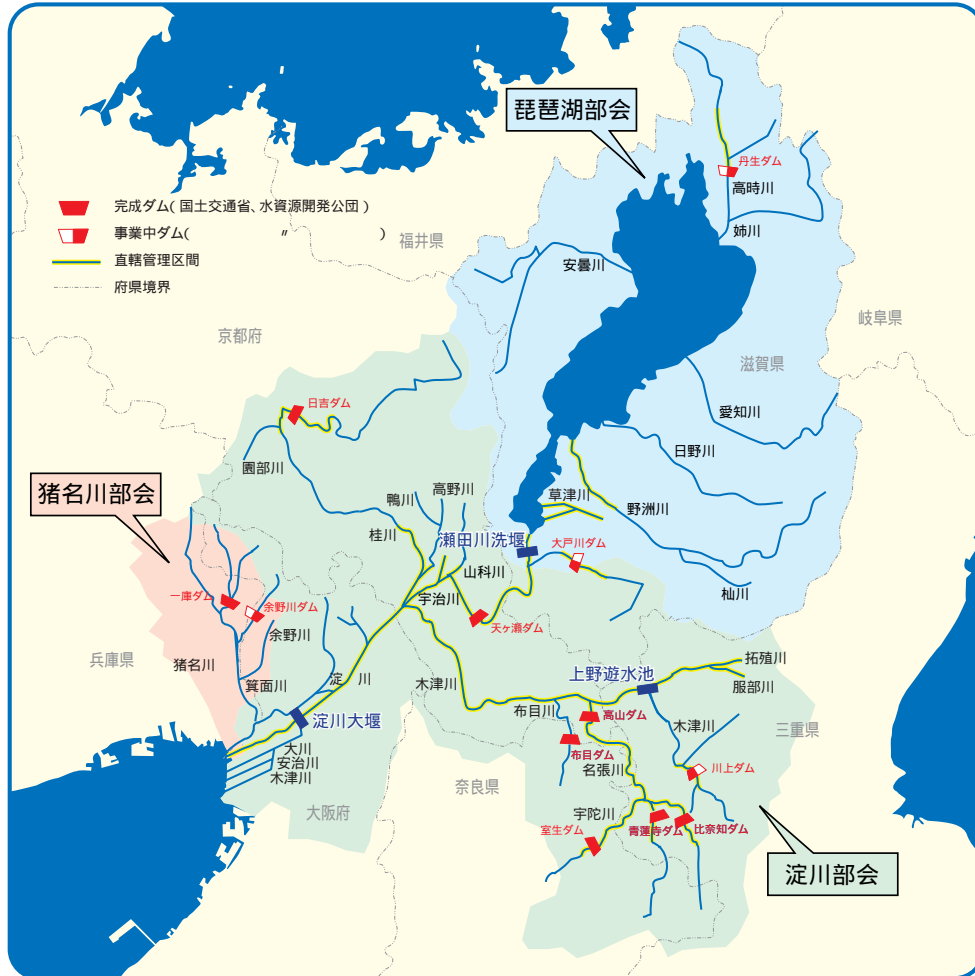 琵琶湖部会
丹生ダム
高時川
完成ダム(国土交通省、水資源開発公団)
事業中ダム( 〃 )
姉川
福井県
直轄管理区間
安曇川
府県境界
岐阜県
京都府
滋賀県
日吉ダム
愛知川
日野川
園部川
猪名川部会
高野川
鴨川
草津川
野洲川
桂川
瀬田川洗堰
大戸川ダム
山科川
杣川
宇治川
一庫ダム
余野川ダム
天ヶ瀬ダム
余野川
兵庫県
猪名川
拓殖川
上野遊水池
箕面川
淀川
木津川
服部川
布目川
高山ダム
木津川
淀川大堰
三重県
大川
布目ダム
安治川
名張川
川上ダム
木津川
奈良県
大阪府
宇陀川
青蓮寺ダム
比奈知ダム
室生ダム
淀川部会